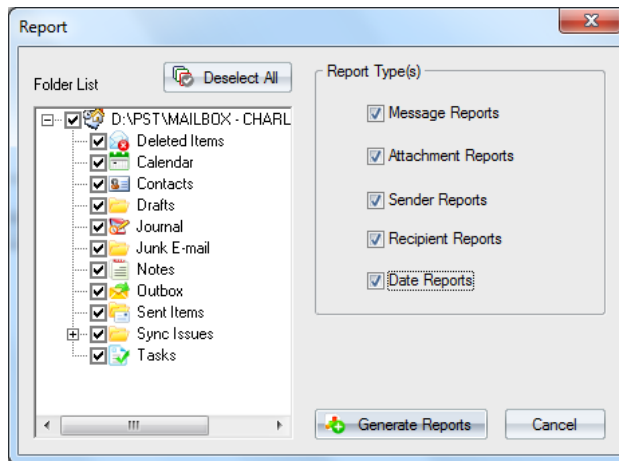 Report
Folder List
Deselect All
D:\PST\MAILBOX - CHARL
Deleted Items
Calendar
Contacts
Drafts
Journal
Junk E-mail
Notes
Outbox
Sent Items
Sync Issues
Tasks
Report Type(s)
Message Reports
Attachment Reports
Sender Reports
Recipient Reports
Date Reports
Generate Reports
Cancel